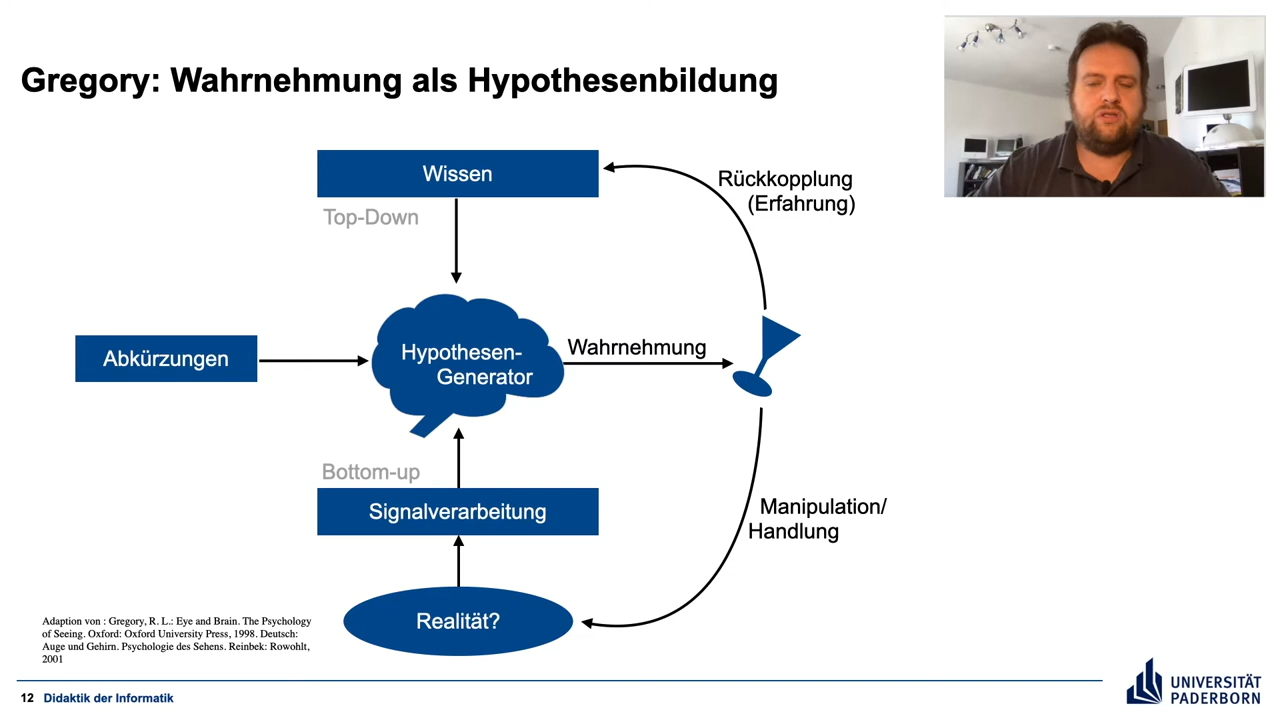 Gregory: Wahrnehmung als Hypothesenbildung
Wissen
Rückkopplung
(Erfahrung)
Top-Down
Abkürzungen
Hypothesen-
Generator
Wahrnehmung
Bottom-up
Signalverarbeitung
Manipulation/
Handlung
Realität?
Adaption von : Gregory, R. L.: Eye and Brain. The Psychology
of Seeing. Oxford: Oxford University Press, 1998. Deutsch:
Auge und Gehirn. Psychologie des Sehens. Reinbek: Rowohlt,
2001
12 Didaktik der Informatik
UNIVERSITÄT
PADERBORN